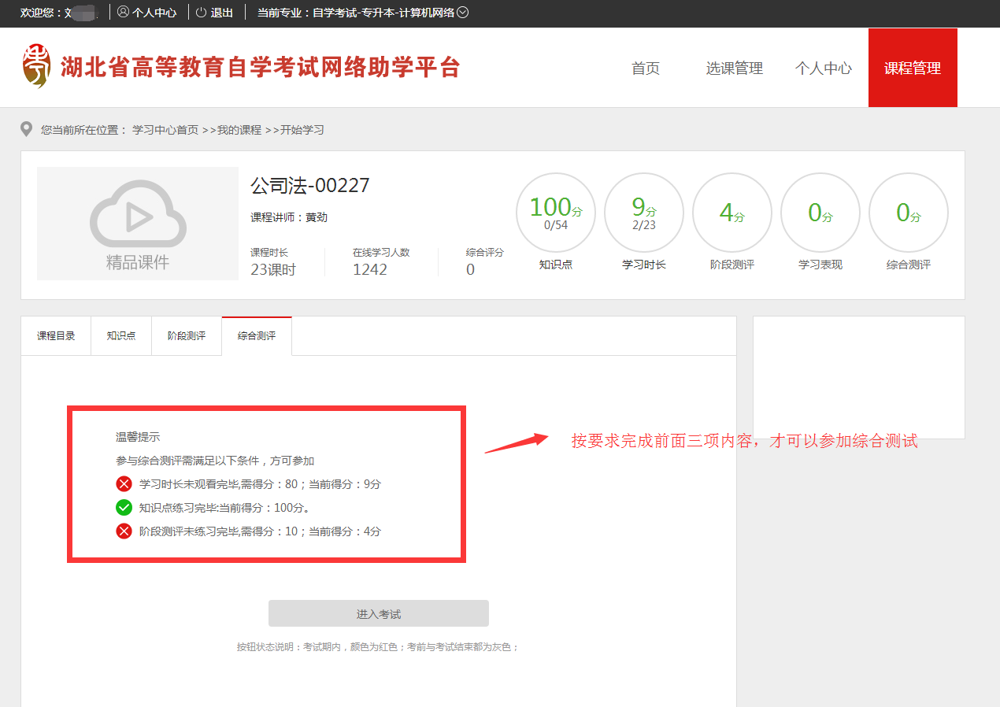 欢迎您：
个人中心
退出
当前专业：自学考试-专升本-计算机网络
湖北省高等教育自学考试网络助学平台
首页
选课管理
个人中心
课程管理
您当前所在位置： 学习中心首页 >>我的课程 >>开始学习
精品课件
公司法-00227
课程讲师：黄劲
课程时长
23课时
在线学习人数
1242
综合评分
0
100分
0/54
知识点
9分
2/23
学习时长
4分
阶段测评
0分
学习表现
0分
综合测评
课程目录
知识点
阶段测评
综合测评
温馨提示
参与综合测评需满足以下条件，方可参加
学习时长未观看完毕,需得分：80；当前得分：9分
知识点练习完毕:当前得分：100分。
阶段测评未练习完毕,需得分：10；当前得分：4分
按要求完成前面三项内容，才可以参加综合测试
进入考试
按钮状态说明：考试期内，颜色为红色；考前与考试结束都为灰色；